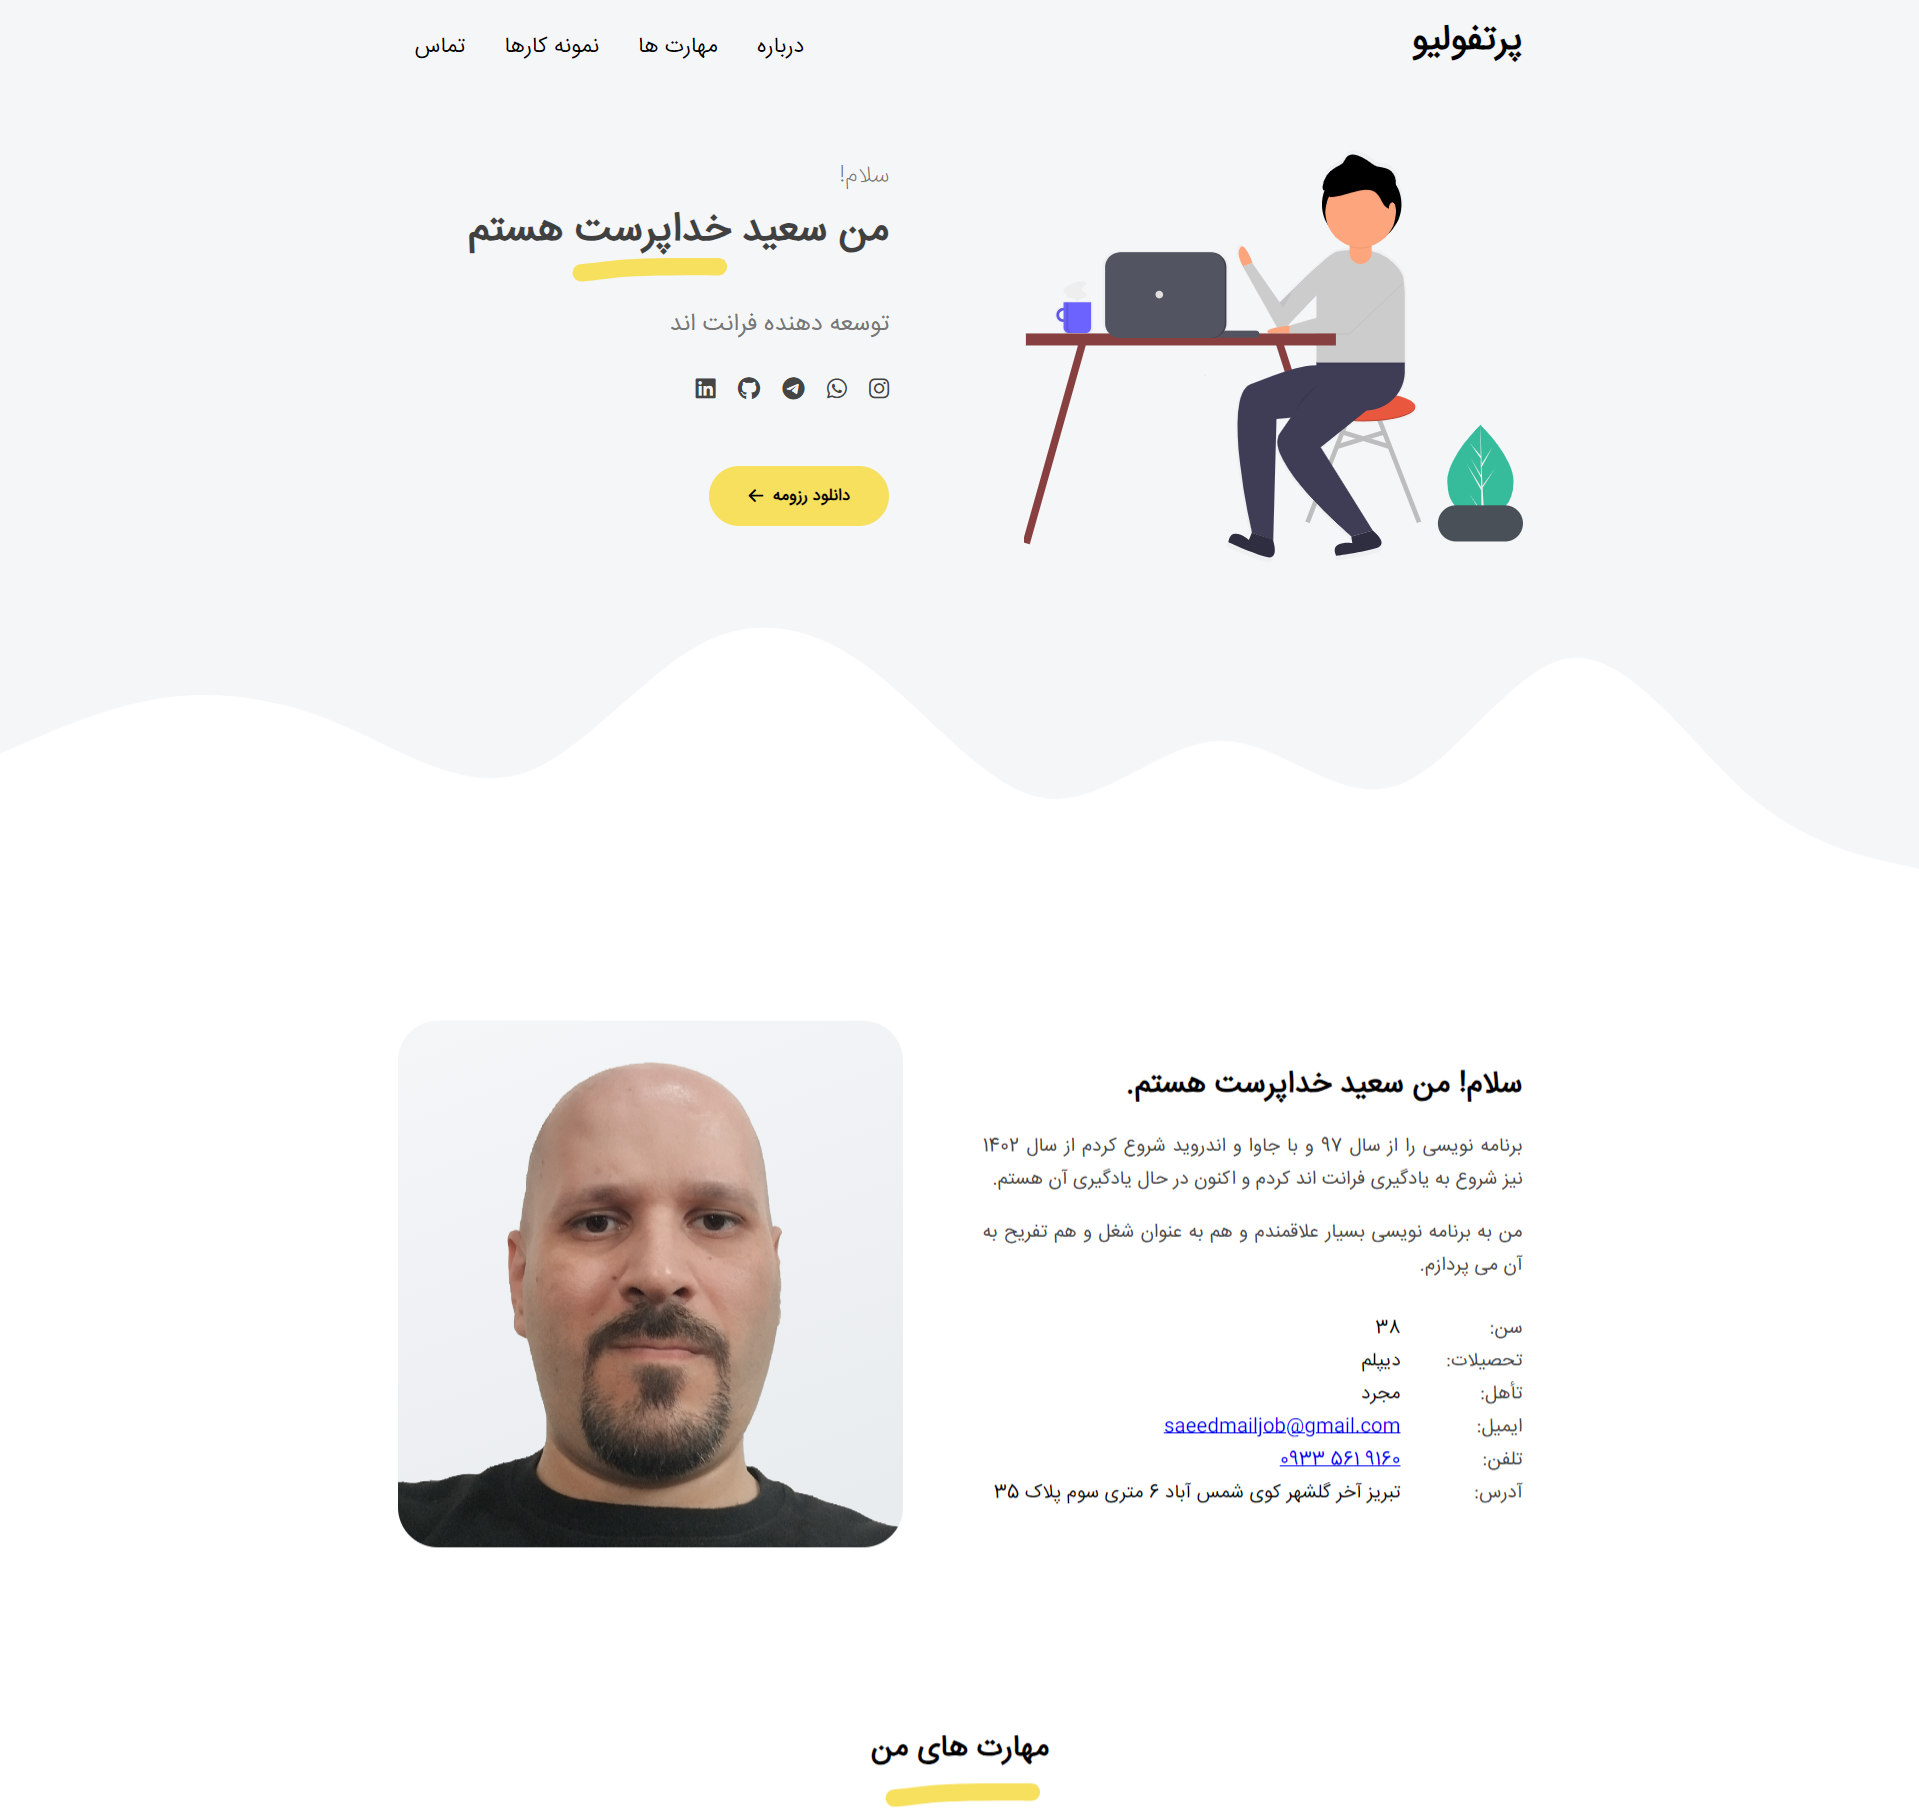 پرتفولیو
درباره
مهارت ها
نمونه کارها
تماس
سلام!
من سعید خداپرست هستم
توسعه دهنده فرانت اند
دانلود رزومه
سلام! من سعید خداپرست هستم.
برنامه نویسی را از سال ۹۷ و با جاوا و اندروید شروع کردم از سال ۱۴۰۲
نیز شروع به یادگیری فرانت اند کردم و اکنون در حال یادگیری آن هستم.
من به برنامه نویسی بسیار علاقمندم و هم به عنوان شغل و هم تفریح به
آن می پردازم.
سن: ۳۸
تحصیلات: دیپلم
تأهل: مجرد
ایمیل: saeedmailjob@gmail.com
تلفن: ۰۹۳۳ ۵۶۱ ۹۱۶۰
آدرس: تبریز آخر گلشهر کوی شمس آباد ۶ متری سوم پلاک ۳۵
مهارت های من